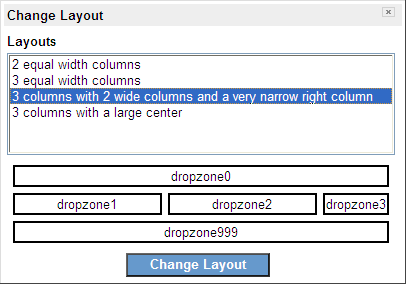 Change Layout
Layouts
2 equal width columns
3 equal width columns
3 columns with 2 wide columns and a very narrow right column
3 columns with a large center
dropzone0
dropzone1 dropzone2 dropzone3
dropzone999
Change Layout